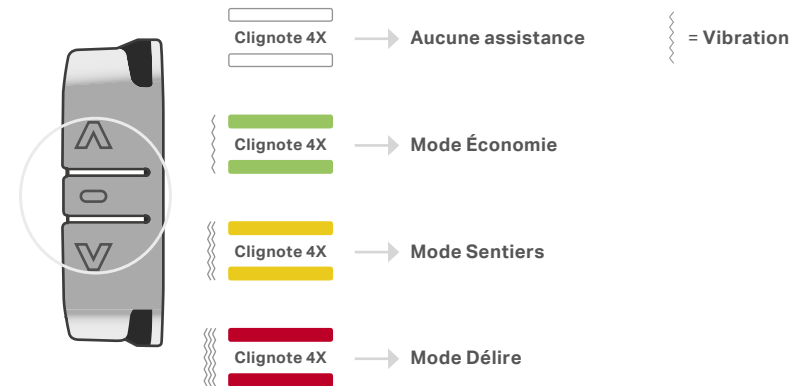 Clignote 4X Aucune assistance = Vibration
Clignote 4X Mode Économie
Clignote 4X Mode Sentiers
Clignote 4X Mode Délire